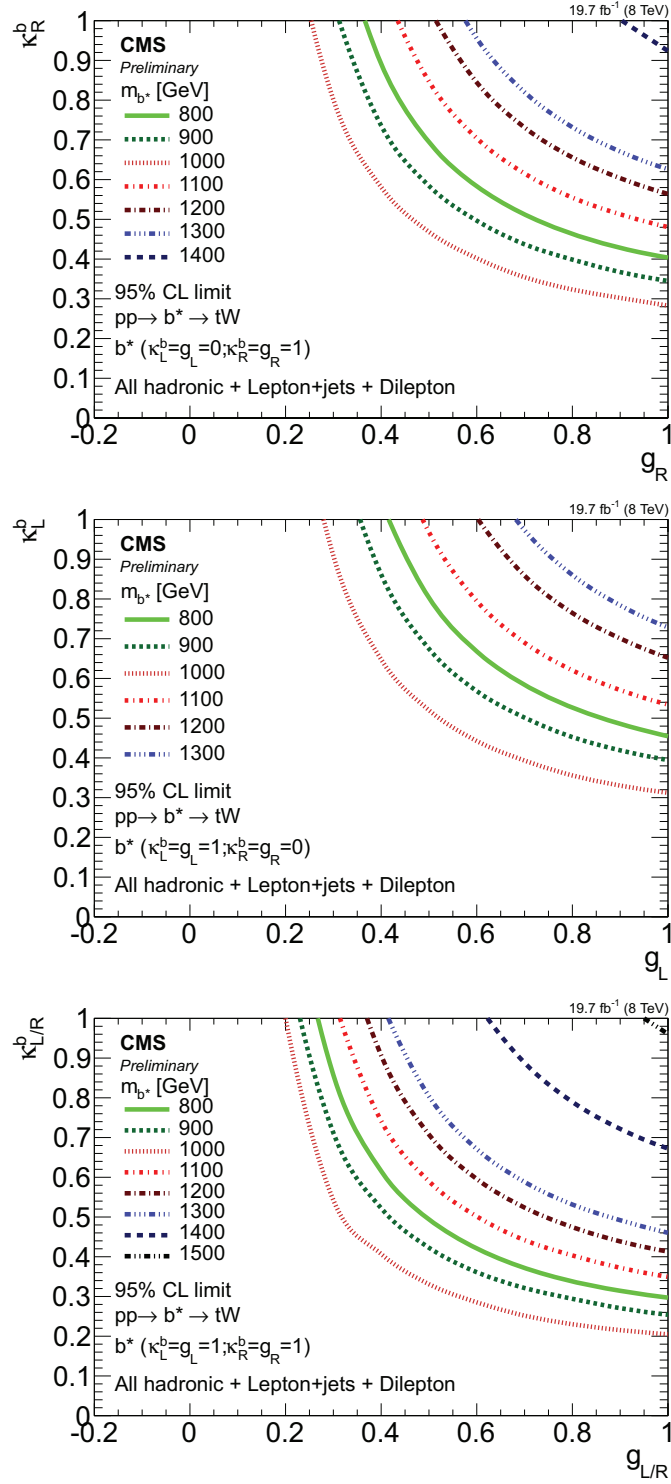 19.7 fb⁻¹ (8 TeV)
κ_R^b
1
0.9
0.8
0.7
0.6
0.5
0.4
0.3
0.2
0.1
0
CMS
Preliminary
m_b* [GeV]
800
900
1000
1100
1200
1300
1400
95% CL limit
pp→ b* → tW
b* (κ_L^b=g_L=0;κ_R^b=g_R=1)
All hadronic + Lepton+jets + Dilepton
-0.2 0 0.2 0.4 0.6 0.8 1
g_R
19.7 fb⁻¹ (8 TeV)
κ_L^b
1
0.9
0.8
0.7
0.6
0.5
0.4
0.3
0.2
0.1
0
CMS
Preliminary
m_b* [GeV]
800
900
1000
1100
1200
1300
95% CL limit
pp→ b* → tW
b* (κ_L^b=g_L=1;κ_R^b=g_R=0)
All hadronic + Lepton+jets + Dilepton
-0.2 0 0.2 0.4 0.6 0.8 1
g_L
19.7 fb⁻¹ (8 TeV)
κ_L/R^b
1
0.9
0.8
0.7
0.6
0.5
0.4
0.3
0.2
0.1
0
CMS
Preliminary
m_b* [GeV]
800
900
1000
1100
1200
1300
1400
1500
95% CL limit
pp→ b* → tW
b* (κ_L^b=g_L=1;κ_R^b=g_R=1)
All hadronic + Lepton+jets + Dilepton
-0.2 0 0.2 0.4 0.6 0.8 1
g_L/R